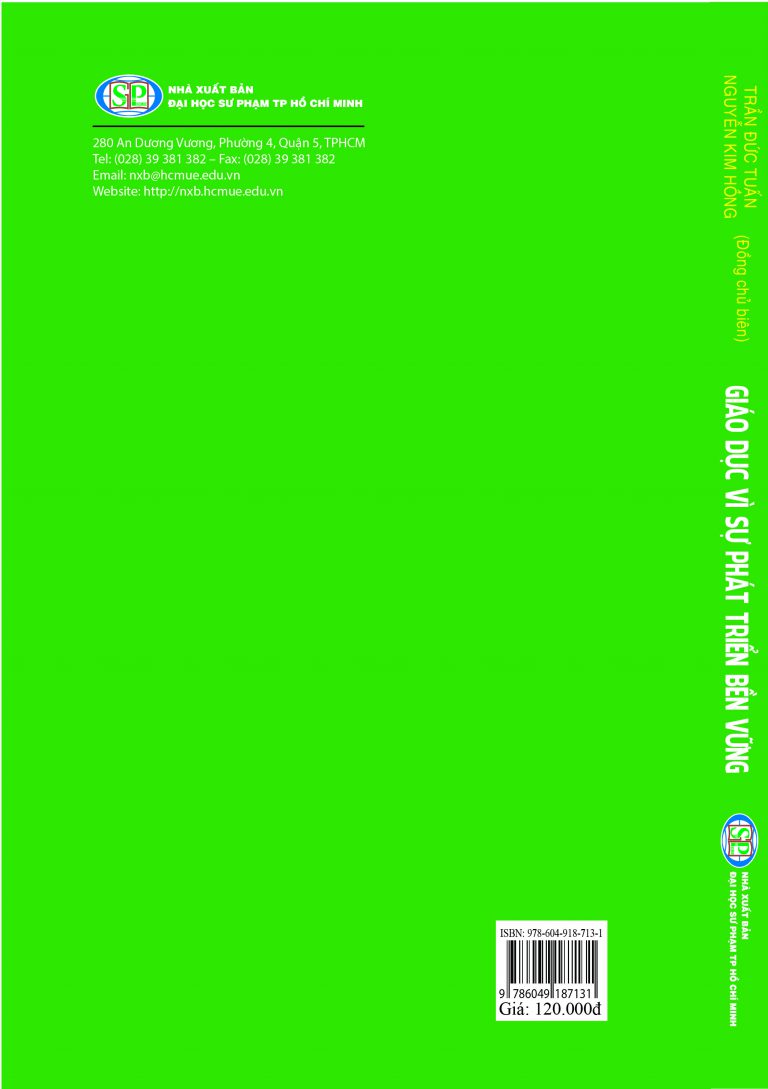 NHÀ XUẤT BẢN
ĐẠI HỌC SƯ PHẠM TP HỒ CHÍ MINH
280 An Dương Vương, Phường 4, Quận 5, TPHCM
Tel: (028) 39 381 382 – Fax: (028) 39 381 382
Email: nxb@hcmue.edu.vn
Website: http://nxb.hcmue.edu.vn
TRẦN ĐỨC TUẤN
NGUYỄN KIM HỒNG
(Đồng chủ biên)
GIÁO DỤC VÌ SỰ PHÁT TRIỂN BỀN VỮNG
SP
NHÀ XUẤT BẢN
ĐẠI HỌC SƯ PHẠM TP HỒ CHÍ MINH
SP
ISBN: 978-604-918-713-1
9 786049 187131
Giá: 120.000đ